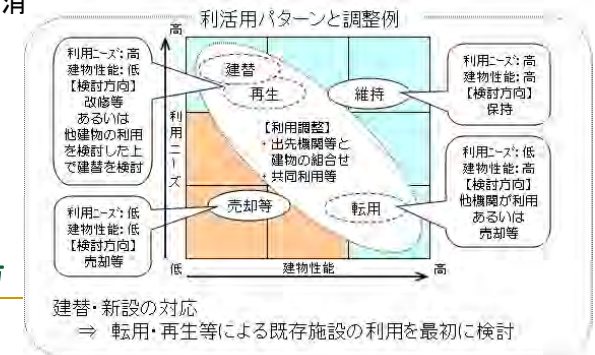 消
利活用パターンと調整例
高
利用ニーズ: 高
建物性能: 低
【検討方向】
改修等
あるいは
他建物の利用
を検討した上
で建替を検討
建替
再生
維持
利用ニーズ: 高
建物性能: 高
【検討方向】
保持
利用ニーズ
【利用調整】
・出先機関等と
建物の組合せ
・共同利用等
利用ニーズ: 低
建物性能: 低
【検討方向】
売却等
売却等
転用
利用ニーズ: 低
建物性能: 高
【検討方向】
他機関が利用
あるいは
売却等
低
建物性能
高
建替・新設の対応
⇒ 転用・再生等による既存施設の利用を最初に検討